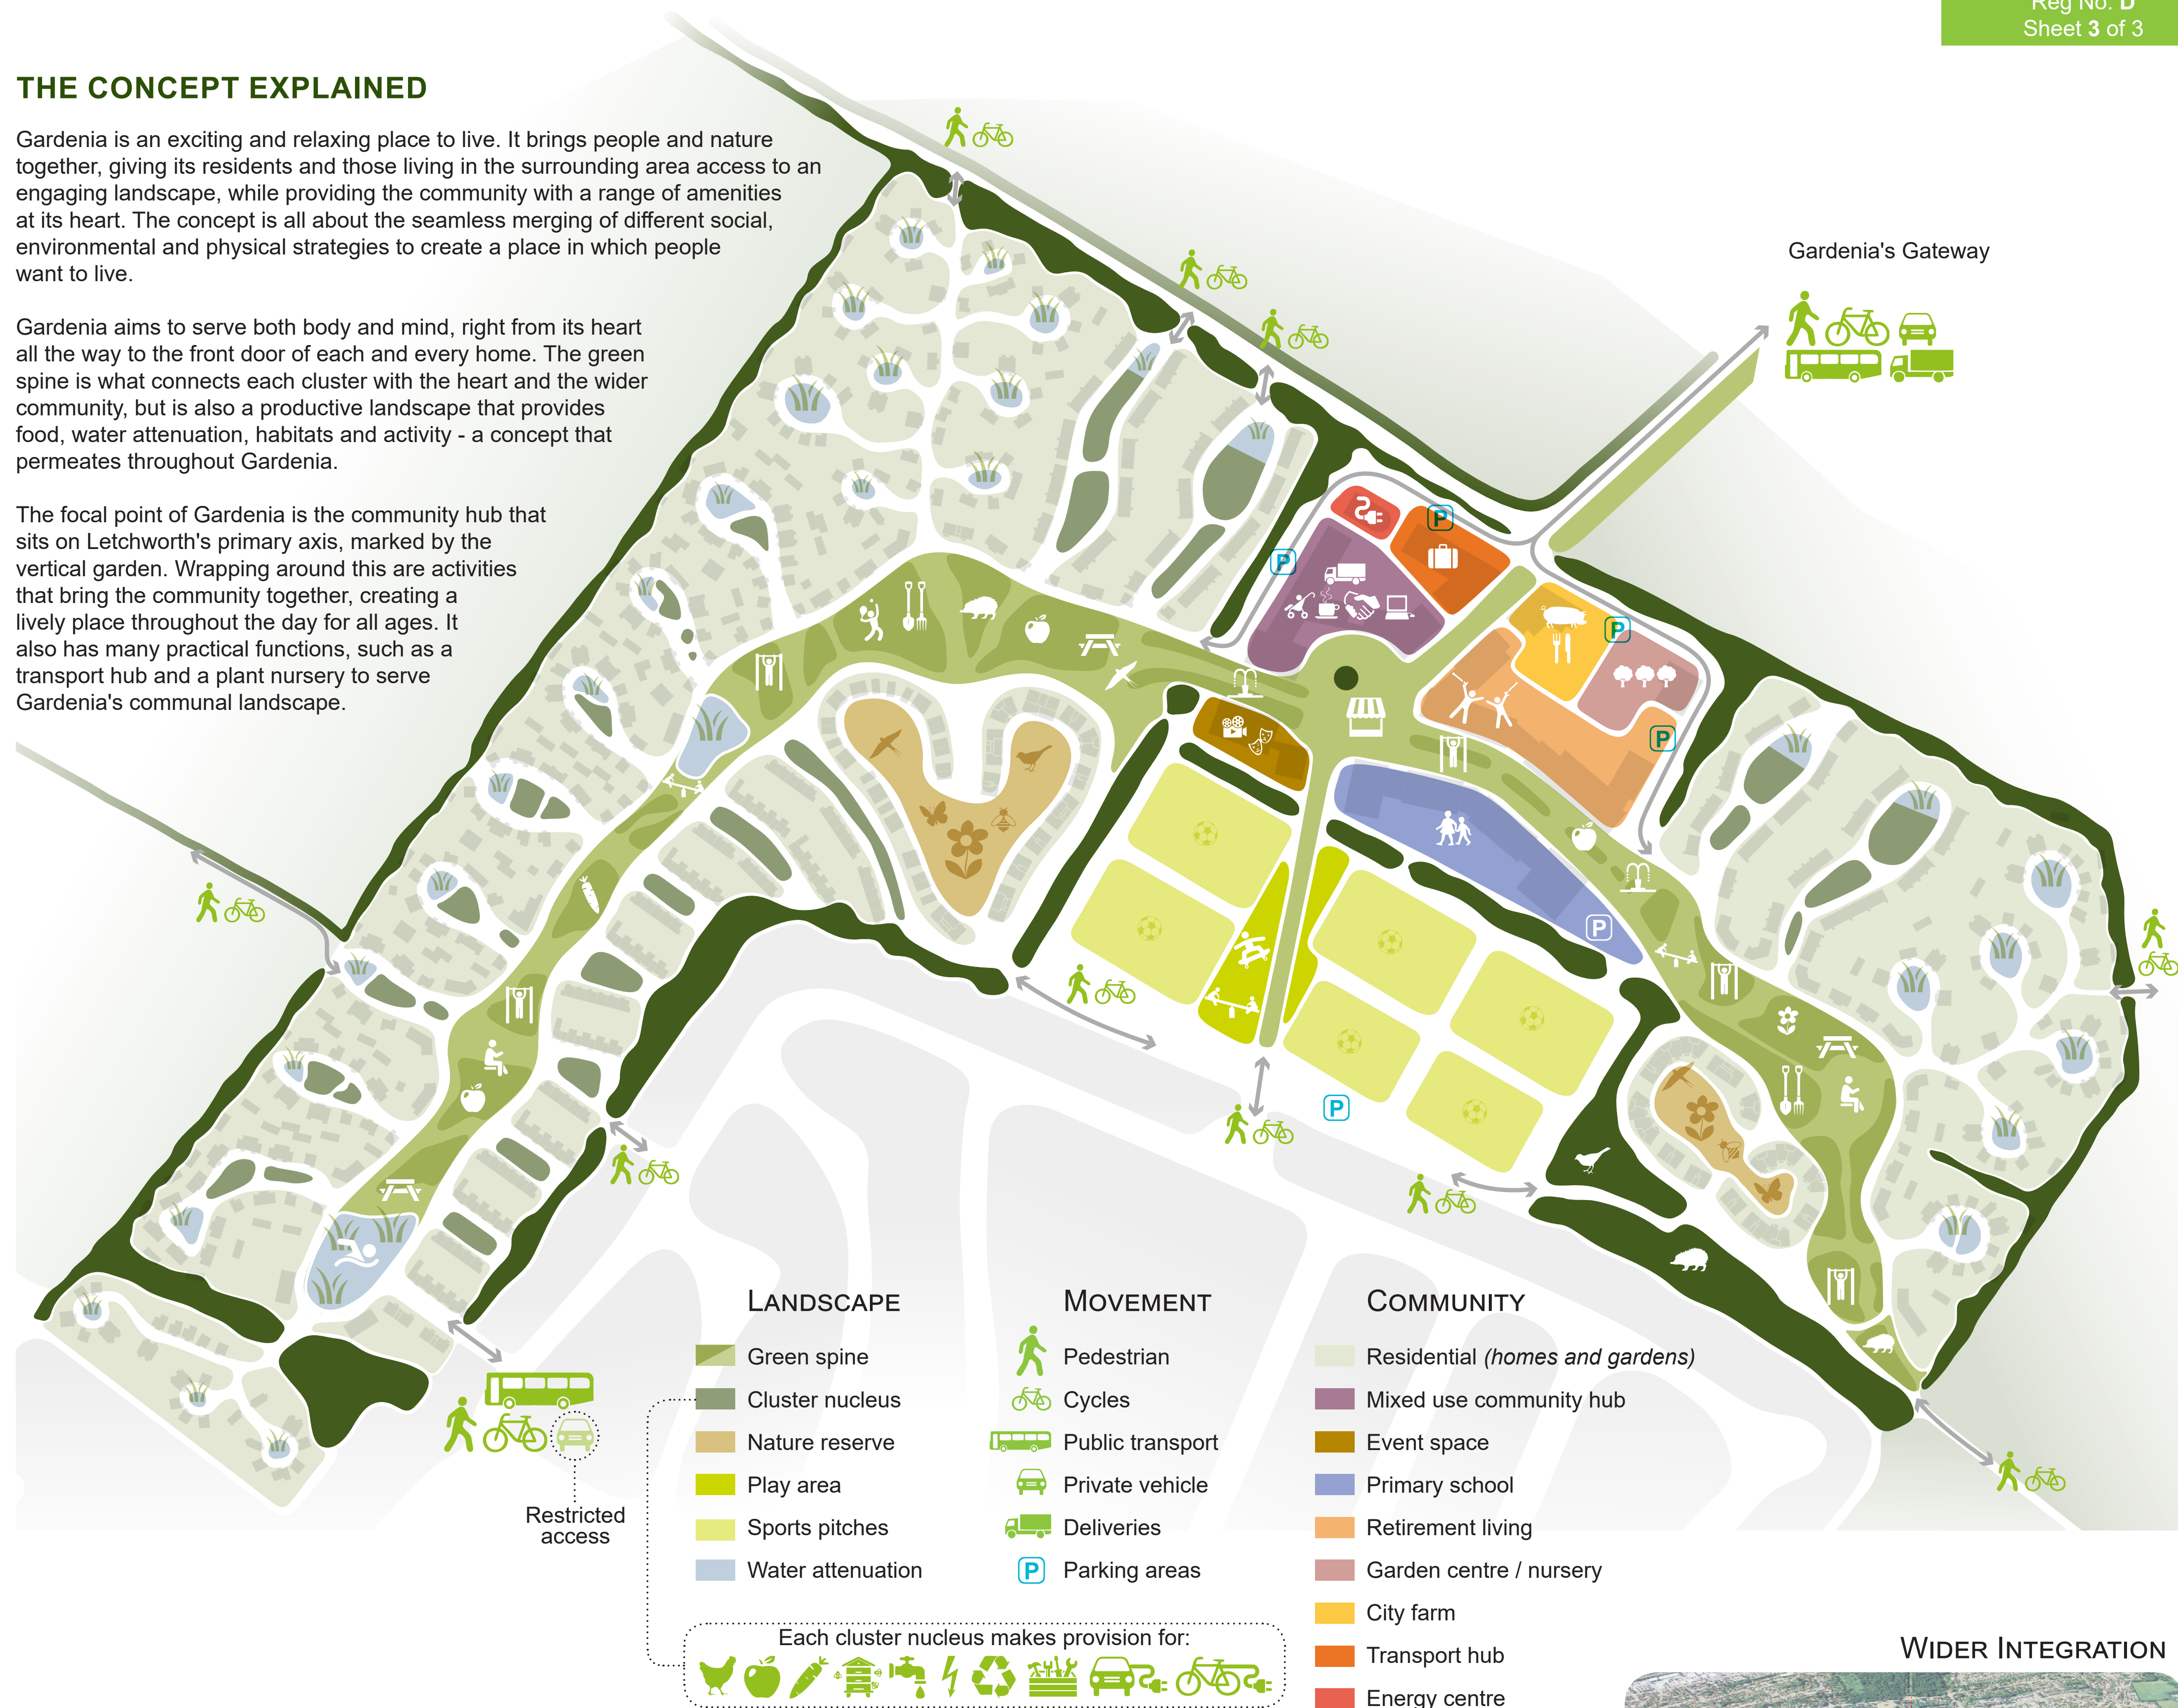 Reg No. D
Sheet 3 of 3
THE CONCEPT EXPLAINED
Gardenia is an exciting and relaxing place to live. It brings people and nature
together, giving its residents and those living in the surrounding area access to an
engaging landscape, while providing the community with a range of amenities
at its heart. The concept is all about the seamless merging of different social,
environmental and physical strategies to create a place in which people
want to live.
Gardenia aims to serve both body and mind, right from its heart
all the way to the front door of each and every home. The green
spine is what connects each cluster with the heart and the wider
community, but is also a productive landscape that provides
food, water attenuation, habitats and activity - a concept that
permeates throughout Gardenia.
The focal point of Gardenia is the community hub that
sits on Letchworth's primary axis, marked by the
vertical garden. Wrapping around this are activities
that bring the community together, creating a
lively place throughout the day for all ages. It
also has many practical functions, such as a
transport hub and a plant nursery to serve
Gardenia's communal landscape.
Gardenia's Gateway
P
P
P
P
P
P
Restricted
access
LANDSCAPE
Green spine
Cluster nucleus
Nature reserve
Play area
Sports pitches
Water attenuation
MOVEMENT
Pedestrian
Cycles
Public transport
Private vehicle
Deliveries
P Parking areas
COMMUNITY
Residential (homes and gardens)
Mixed use community hub
Event space
Primary school
Retirement living
Garden centre / nursery
City farm
Transport hub
Energy centre
Each cluster nucleus makes provision for:
WIDER INTEGRATION